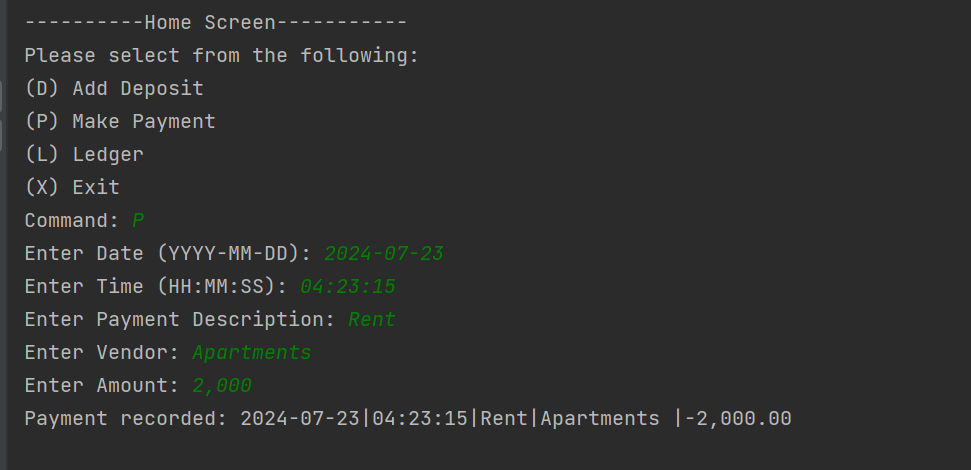 ----------Home Screen-----------
Please select from the following:
(D) Add Deposit
(P) Make Payment
(L) Ledger
(X) Exit
Command: P
Enter Date (YYYY-MM-DD): 2024-07-23
Enter Time (HH:MM:SS): 04:23:15
Enter Payment Description: Rent
Enter Vendor: Apartments
Enter Amount: 2,000
Payment recorded: 2024-07-23|04:23:15|Rent|Apartments |-2,000.00